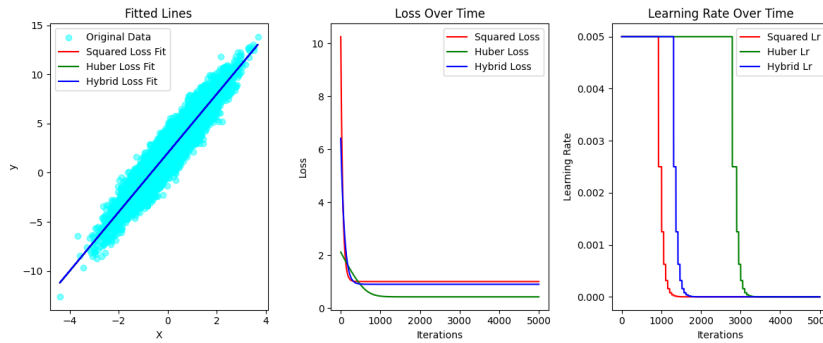 Fitted Lines
15
10
5
0
−5
−10
−4
−2
0
2
4
X
y
Original Data
Squared Loss Fit
Huber Loss Fit
Hybrid Loss Fit
Loss Over Time
10
8
6
4
2
0
0
1000
2000
3000
4000
5000
Iterations
Loss
Squared Loss
Huber Loss
Hybrid Loss
Learning Rate Over Time
0.005
0.004
0.003
0.002
0.001
0.000
0
1000
2000
3000
4000
5000
Iterations
Learning Rate
Squared Lr
Huber Lr
Hybrid Lr